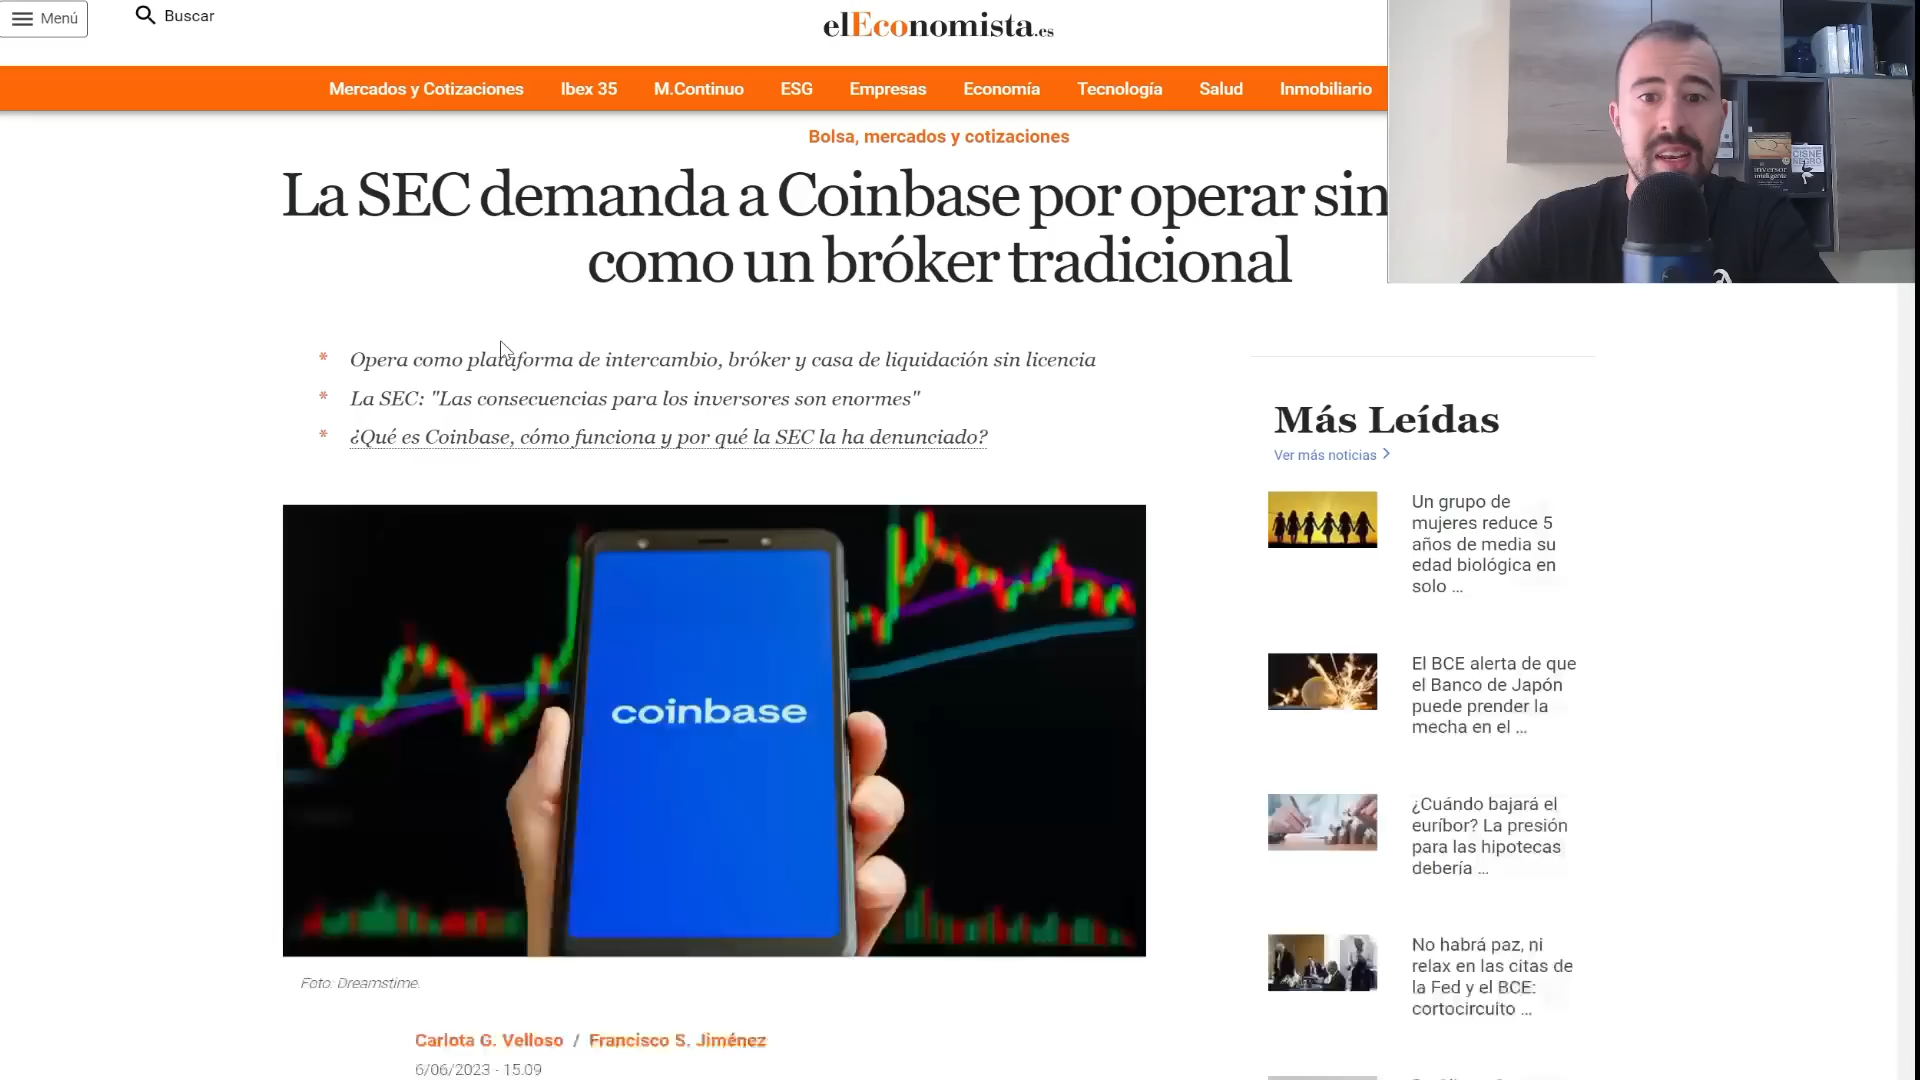 Menú
Buscar
elEconomista.es
Mercados y Cotizaciones Ibex 35 M.Continuo ESG Empresas Economía Tecnología Salud Inmobiliario
Bolsa, mercados y cotizaciones
La SEC demanda a Coinbase por operar sin
como un bróker tradicional
* Opera como plataforma de intercambio, bróker y casa de liquidación sin licencia
* La SEC: "Las consecuencias para los inversores son enormes"
* ¿Qué es Coinbase, cómo funciona y por qué la SEC la ha denunciado?
coinbase
Foto: Dreamstime.
Carlota G. Velloso / Francisco S. Jiménez
6/06/2023 - 15.09
Más Leídas
Ver más noticias
Un grupo de
mujeres reduce 5
años de media su
edad biológica en
solo ...
El BCE alerta de que
el Banco de Japón
puede prender la
mecha en el ...
¿Cuándo bajará el
euríbor? La presión
para las hipotecas
debería ...
No habrá paz, ni
relax en las citas de
la Fed y el BCE:
cortocircuito ...
inversor
inteligente
CISNE
NEGRO